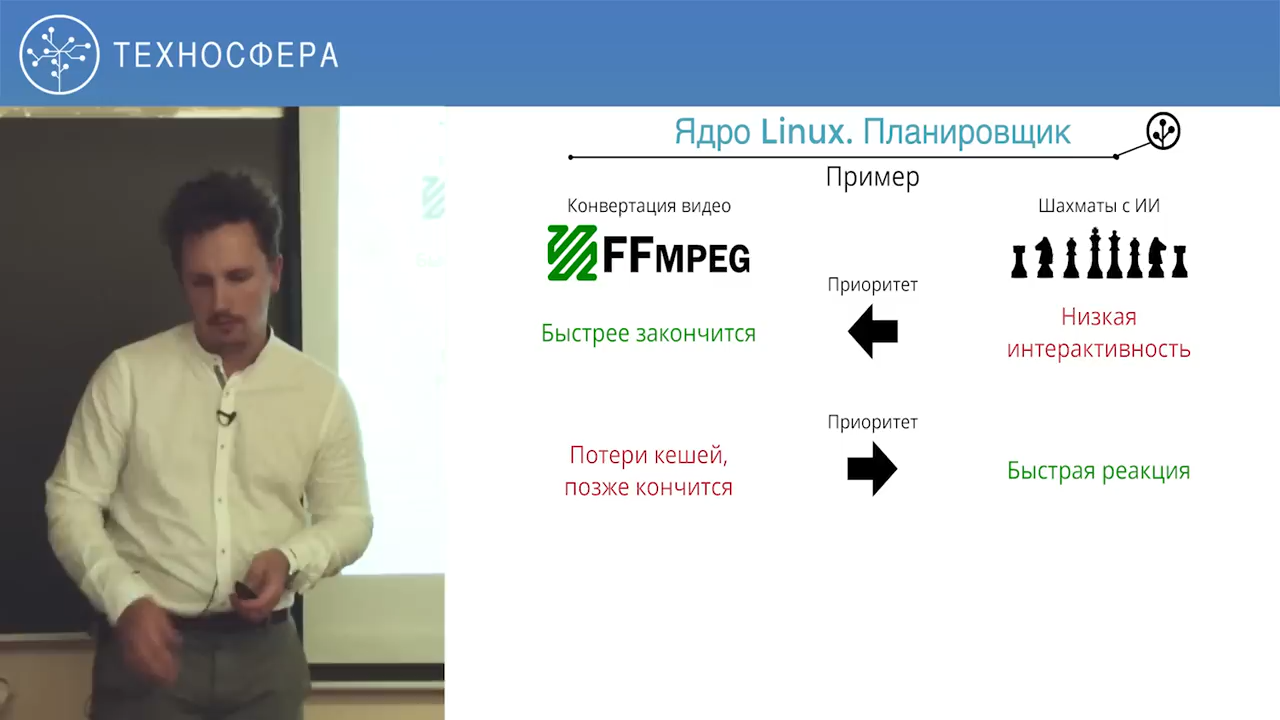 ТЕХНОСФЕРА
Ядро Linux. Планировщик
Пример
Конвертация видео
Шахматы с ИИ
FFMPEG
Приоритет
Быстрее закончится
Низкая
интерактивность
Приоритет
Потери кешей,
позже кончится
Быстрая реакция